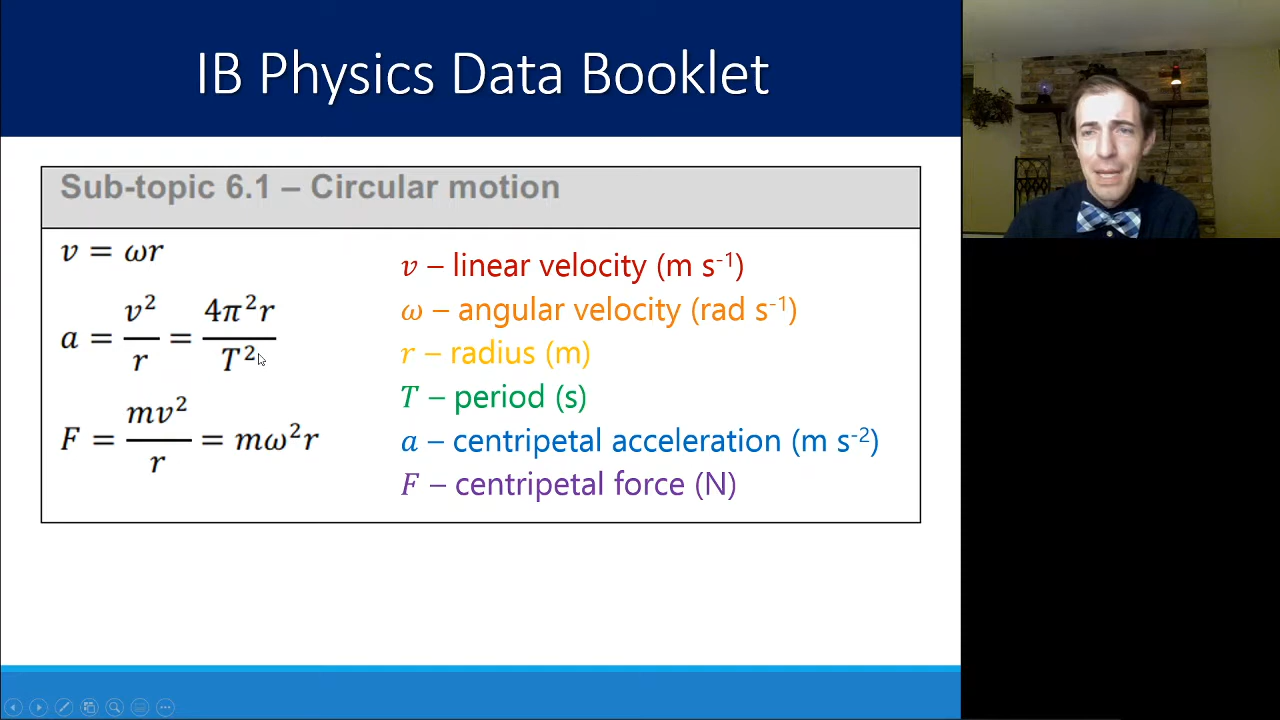 IB Physics Data Booklet
Sub-topic 6.1 – Circular motion
v = ωr
a = v²/r = 4π²r/T²
F = mv²/r = mω²r
v – linear velocity (m s⁻¹)
ω – angular velocity (rad s⁻¹)
r – radius (m)
T – period (s)
a – centripetal acceleration (m s⁻²)
F – centripetal force (N)